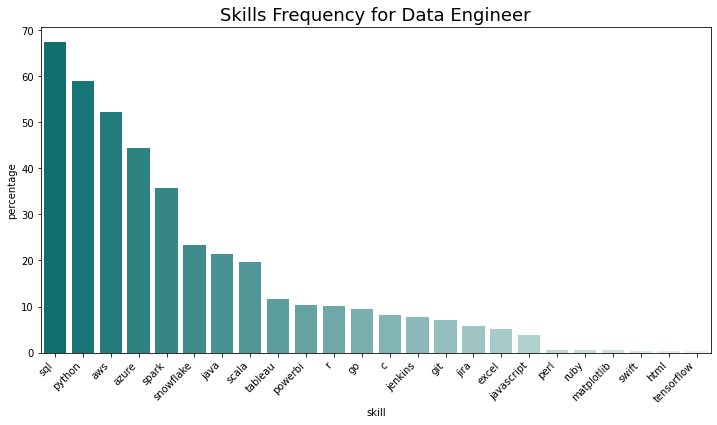 Skills Frequency for Data Engineer
70
60
50
40
30
20
10
0
percentage
sql
python
aws
azure
spark
snowflake
java
scala
tableau
powerbi
r
go
c
jenkins
git
jira
excel
javascript
perl
ruby
matplotlib
swift
html
tensorflow
skill